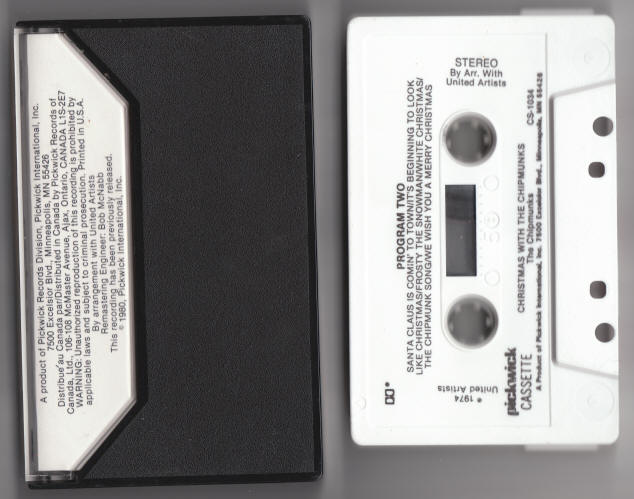 A product of Pickwick Records Division, Pickwick International, Inc.
7500 Excelsior Blvd., Minneapolis, MN 55426
Distribue'au Canada par/Distributed in Canada by Pickwick Records of
Canada, Ltd., 106-108 McMaster Avenue, Ajax, Ontario, CANADA L1S-2E7
WARNING: Unauthorized reproduction of this recording is prohibited by
applicable laws and subject to criminal prosecution. Printed in U.S.A.
By arrangement with United Artists
Remastering Engineer: Bob McNabb
This recording has been previously released.
© 1980, Pickwick International, Inc.
STEREO
By Arr. With
United Artists
PROGRAM TWO
SANTA CLAUS IS COMIN' TO TOWN/IT'S BEGINNING TO LOOK
LIKE CHRISTMAS/FROSTY THE SNOWMAN/WHITE CHRISTMAS/
THE CHIPMUNK SONG/WE WISH YOU A MERRY CHRISTMAS
1974
United Artists
CHRISTMAS WITH THE CHIPMUNKS
The Chipmunks
CS-1034
pickwick
CASSETTE
A Product of Pickwick International, Inc. 7500 Excelsior Blvd., Minneapolis, MN 55426